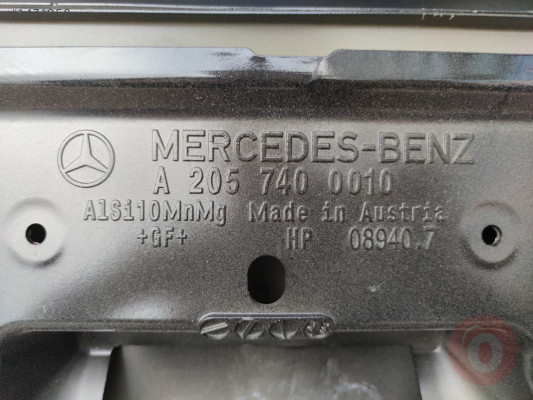 MERCEDES-BENZ
A 205 740 0010
AlSi10MnMg Made in Austria
+GF+ HP 08940.7